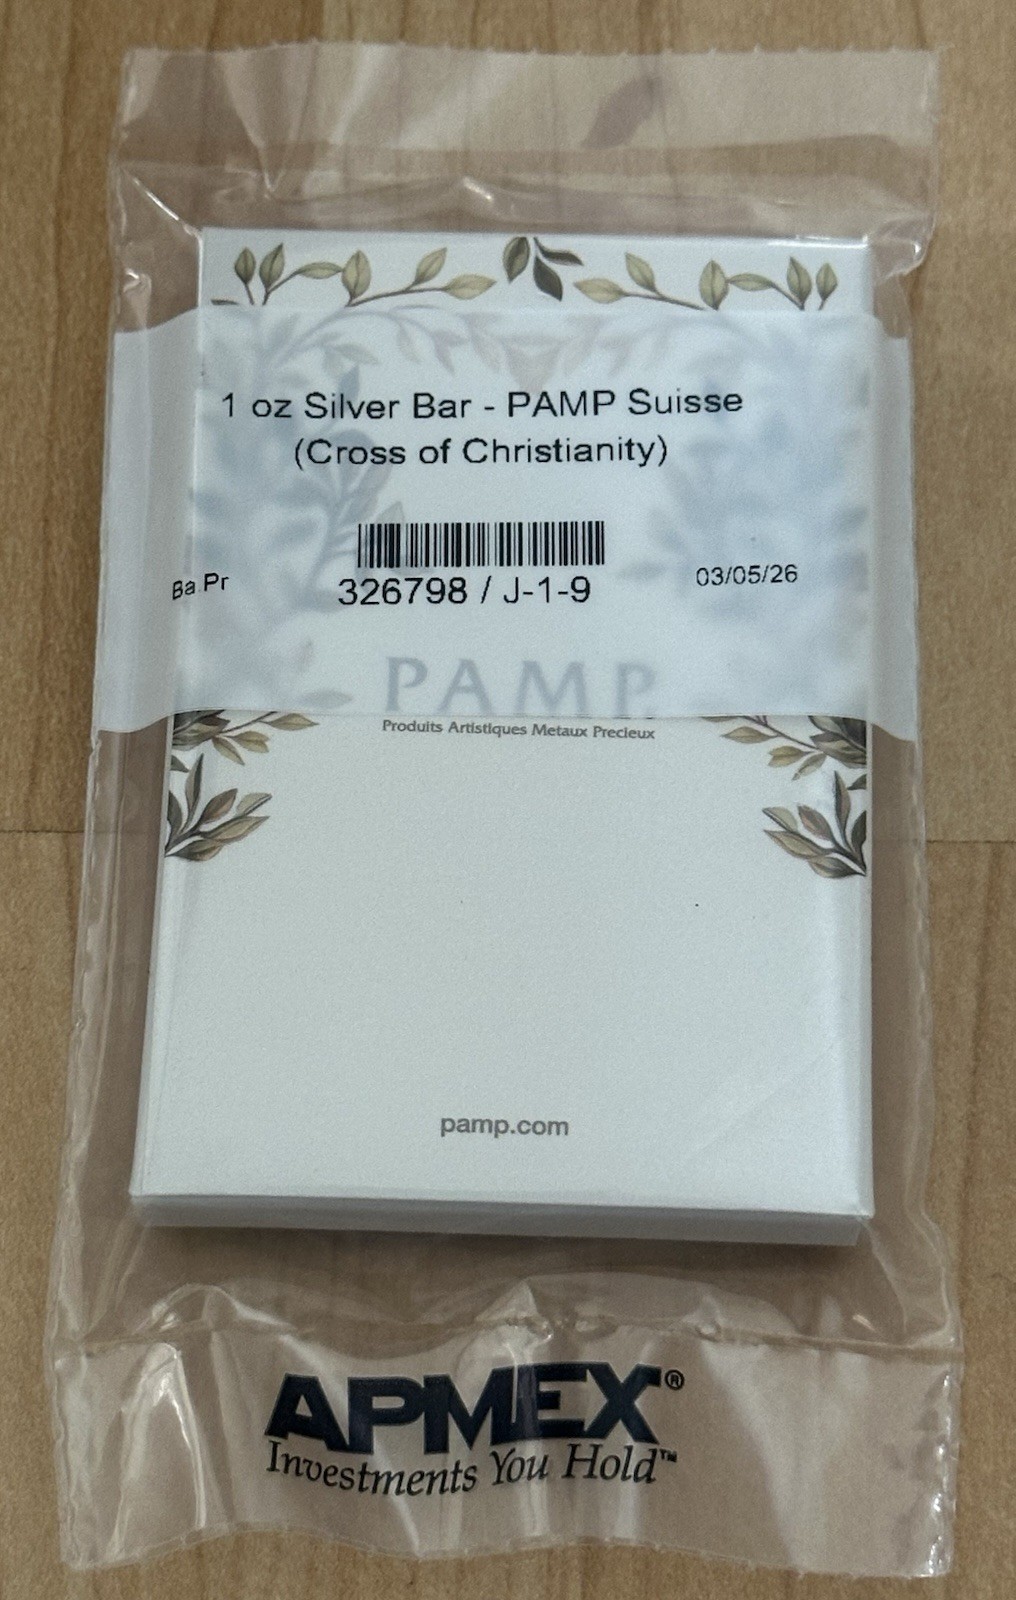 1 oz Silver Bar - PAMP Suisse
(Cross of Christianity)
Ba Pr
326798 / J-1-9
03/05/26
PAMP
Produits Artistiques Metaux Precieux
pamp.com
APMEX®
Investments You Hold™